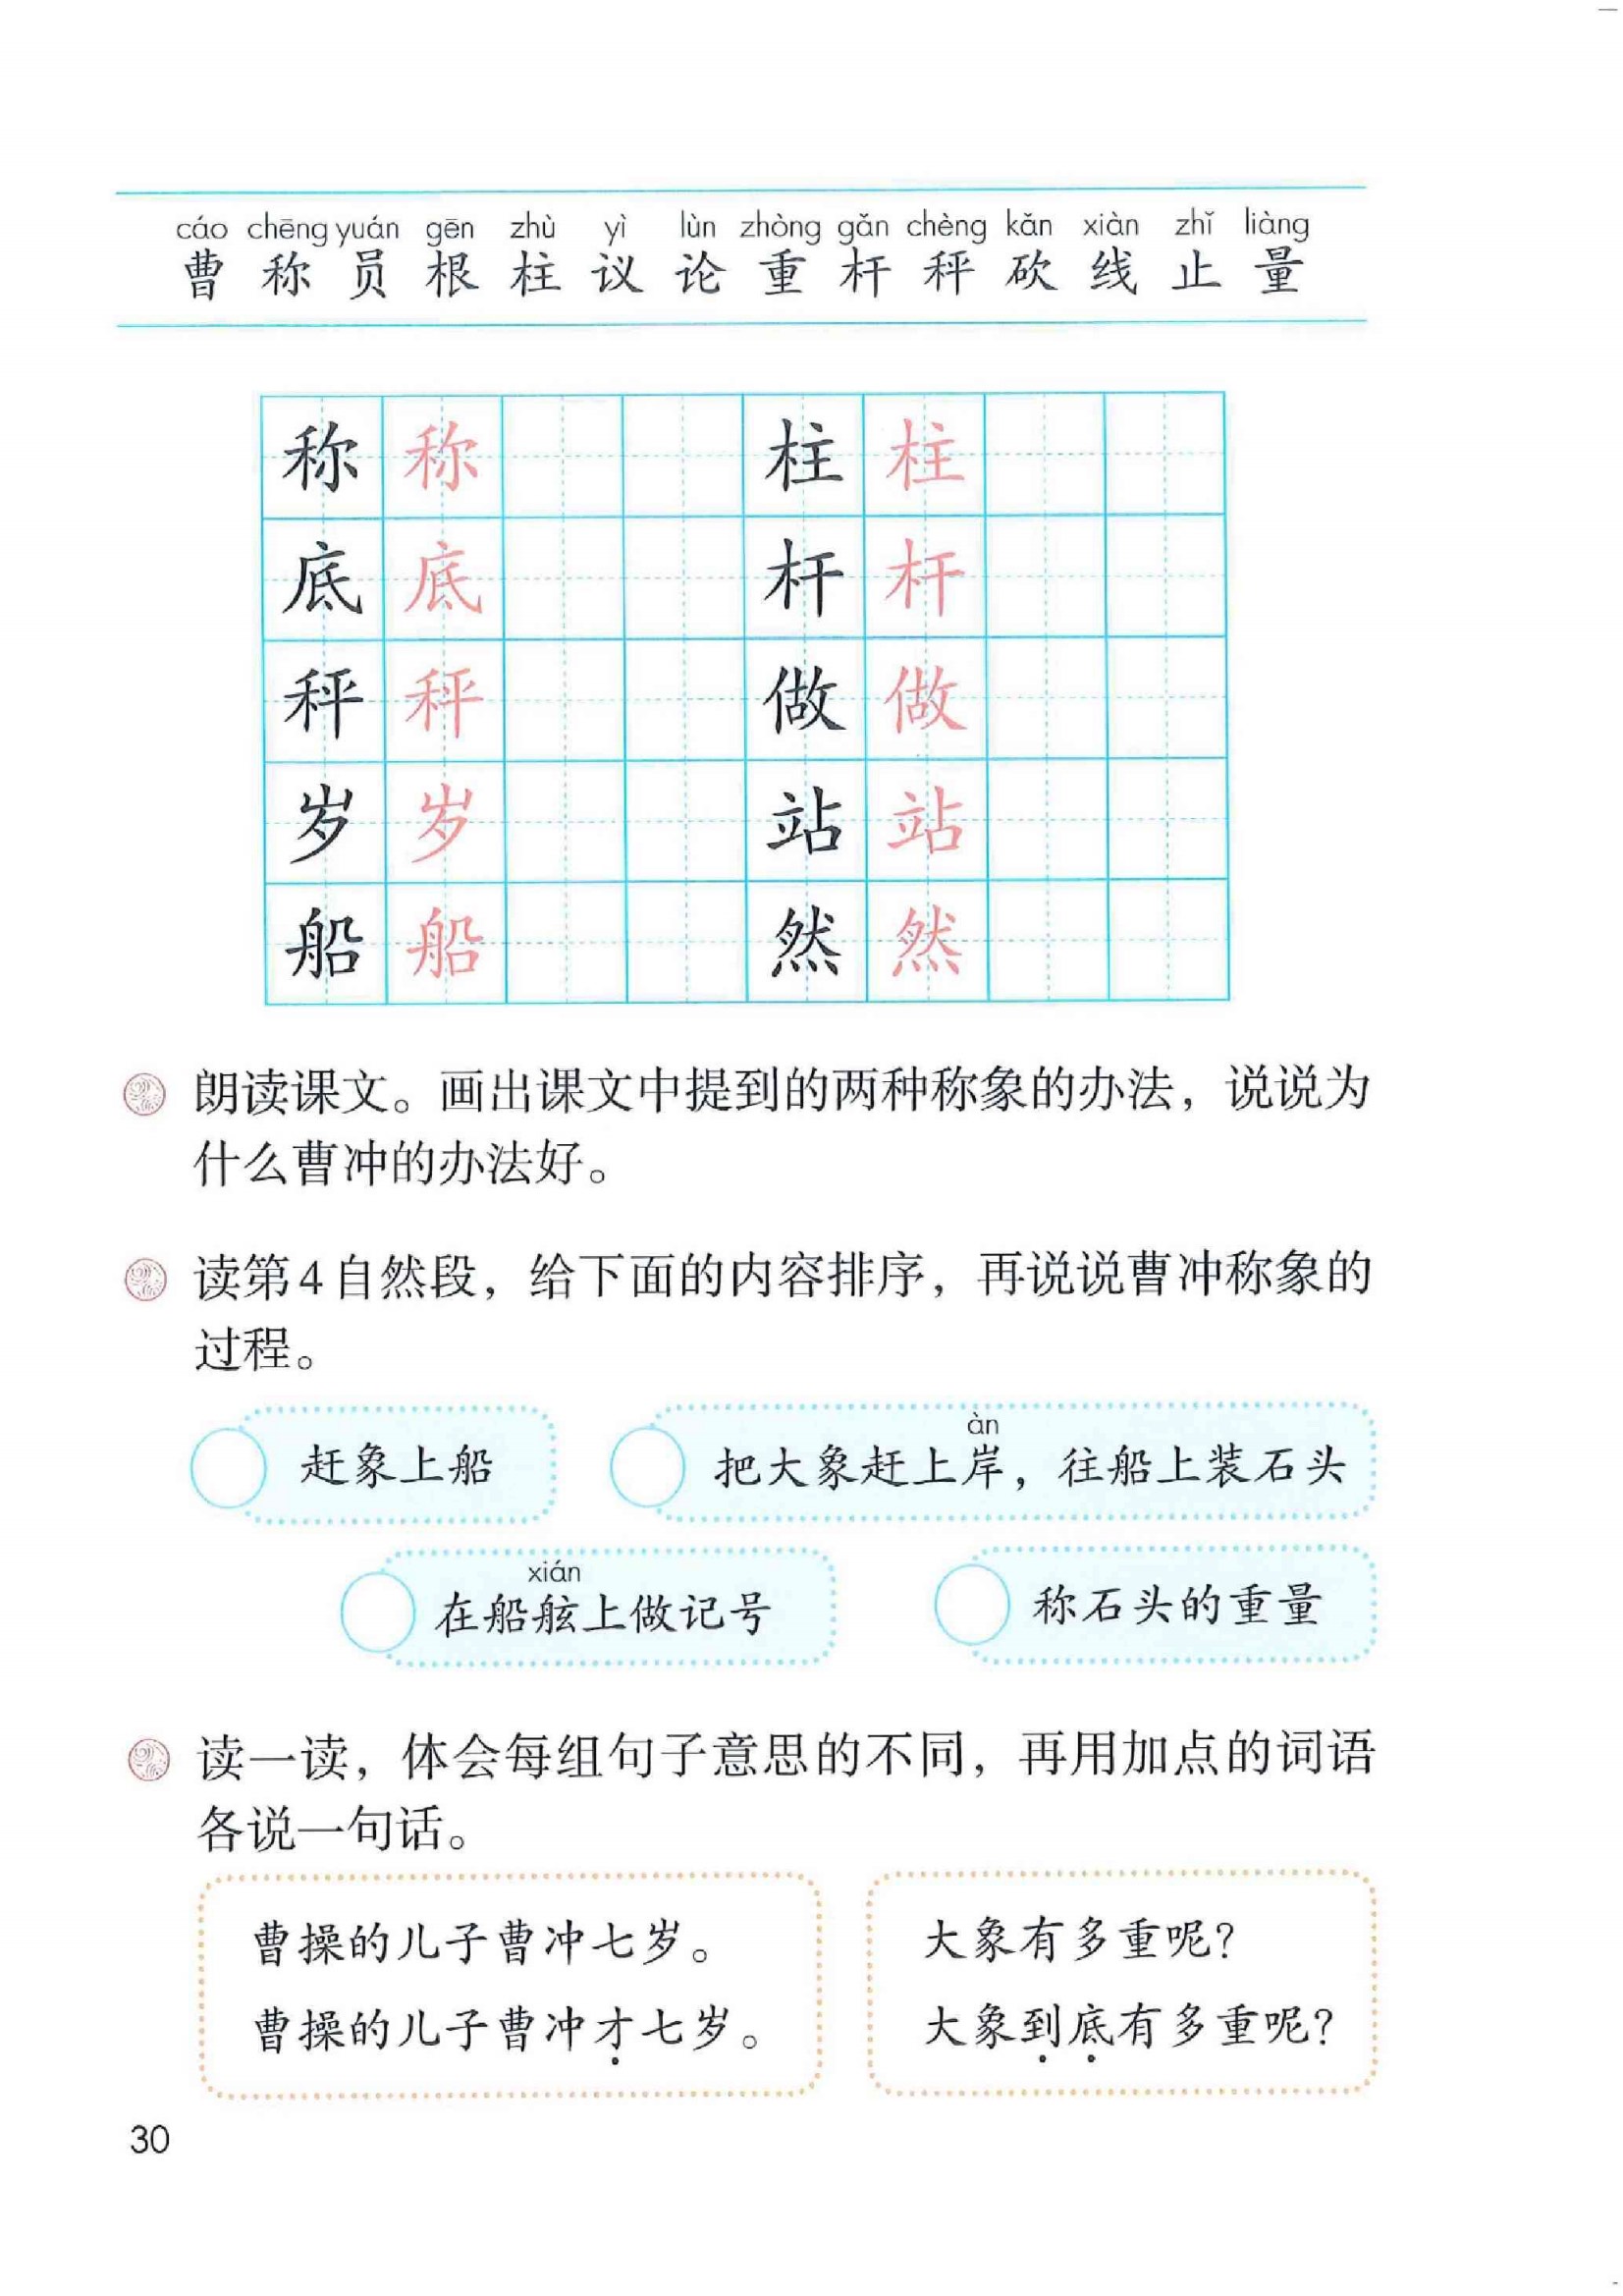 cáo chēng yuán gēn zhù yì lùn zhòng gǎn chèng kǎn xiàn zhǐ liàng
曹 称 员 根 柱 议 论 重 杆 秤 砍 线 止 量
称 称 柱 柱
底 底 杆 杆
秤 秤 做 做
岁 岁 站 站
船 船 然 然
朗读课文。画出课文中提到的两种称象的办法，说说为
什么曹冲的办法好。
读第4自然段，给下面的内容排序，再说说曹冲称象的
过程。
àn
赶象上船 把大象赶上岸，往船上装石头
xián
在船舷上做记号 称石头的重量
读一读，体会每组句子意思的不同，再用加点的词语
各说一句话。
曹操的儿子曹冲七岁。
曹操的儿子曹冲才七岁。
大象有多重呢？
大象到底有多重呢？
30